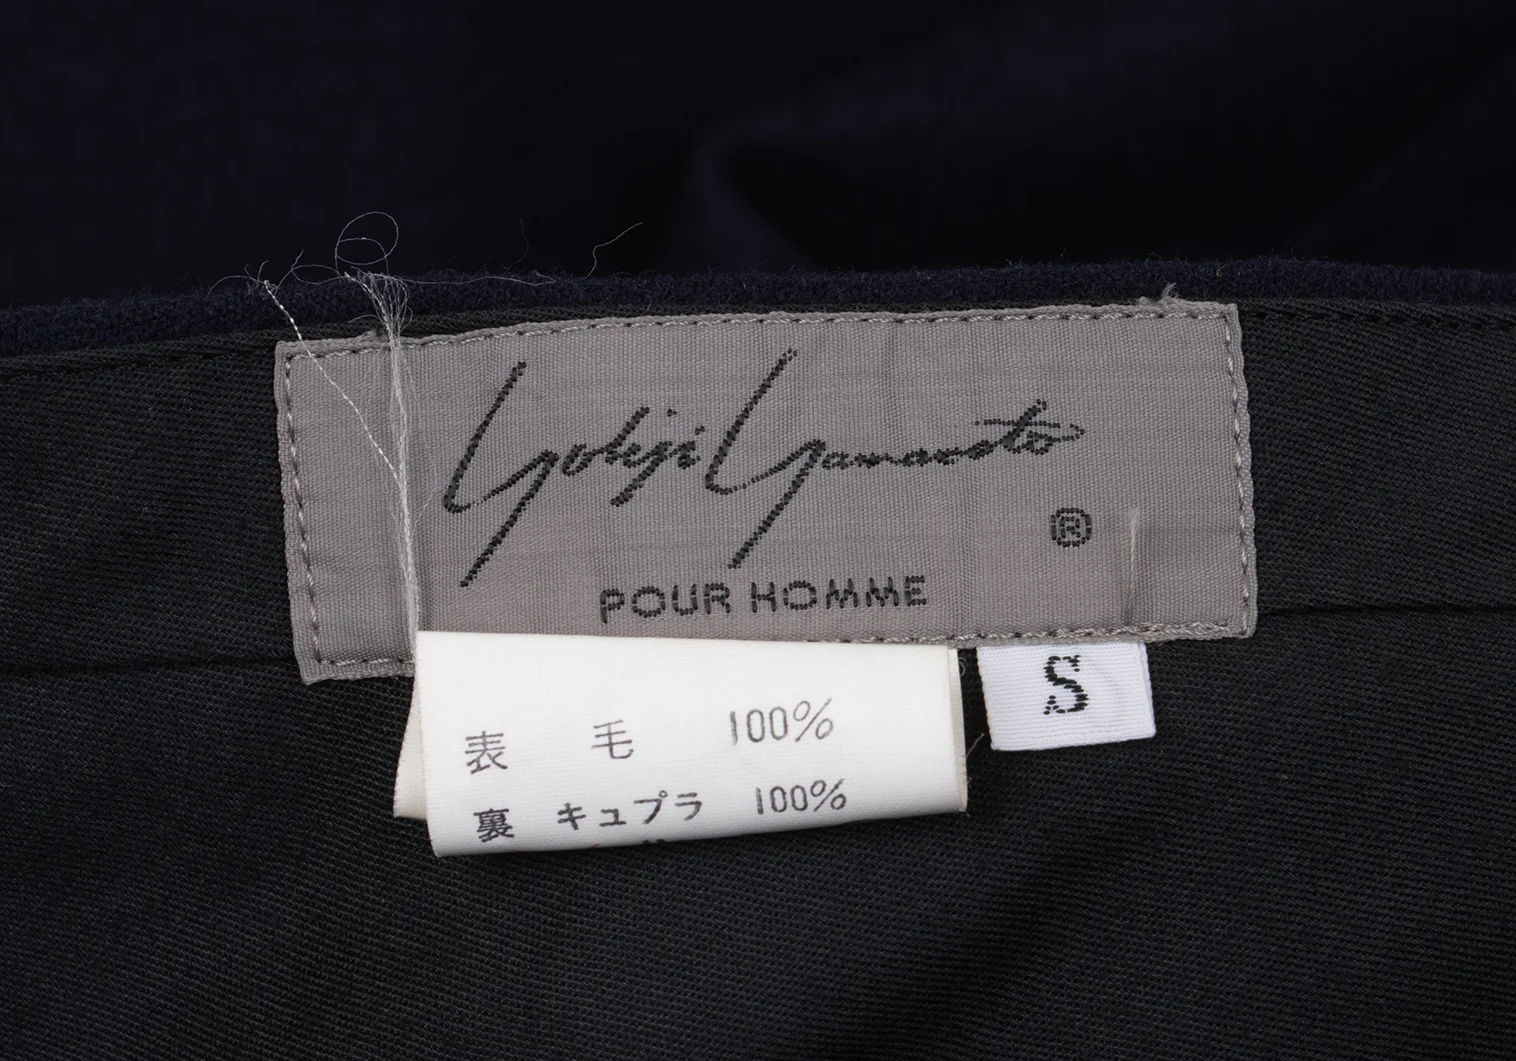 Yohji Yamamoto
®
POUR HOMME
S
表 毛 100%
裏 キュプラ 100%